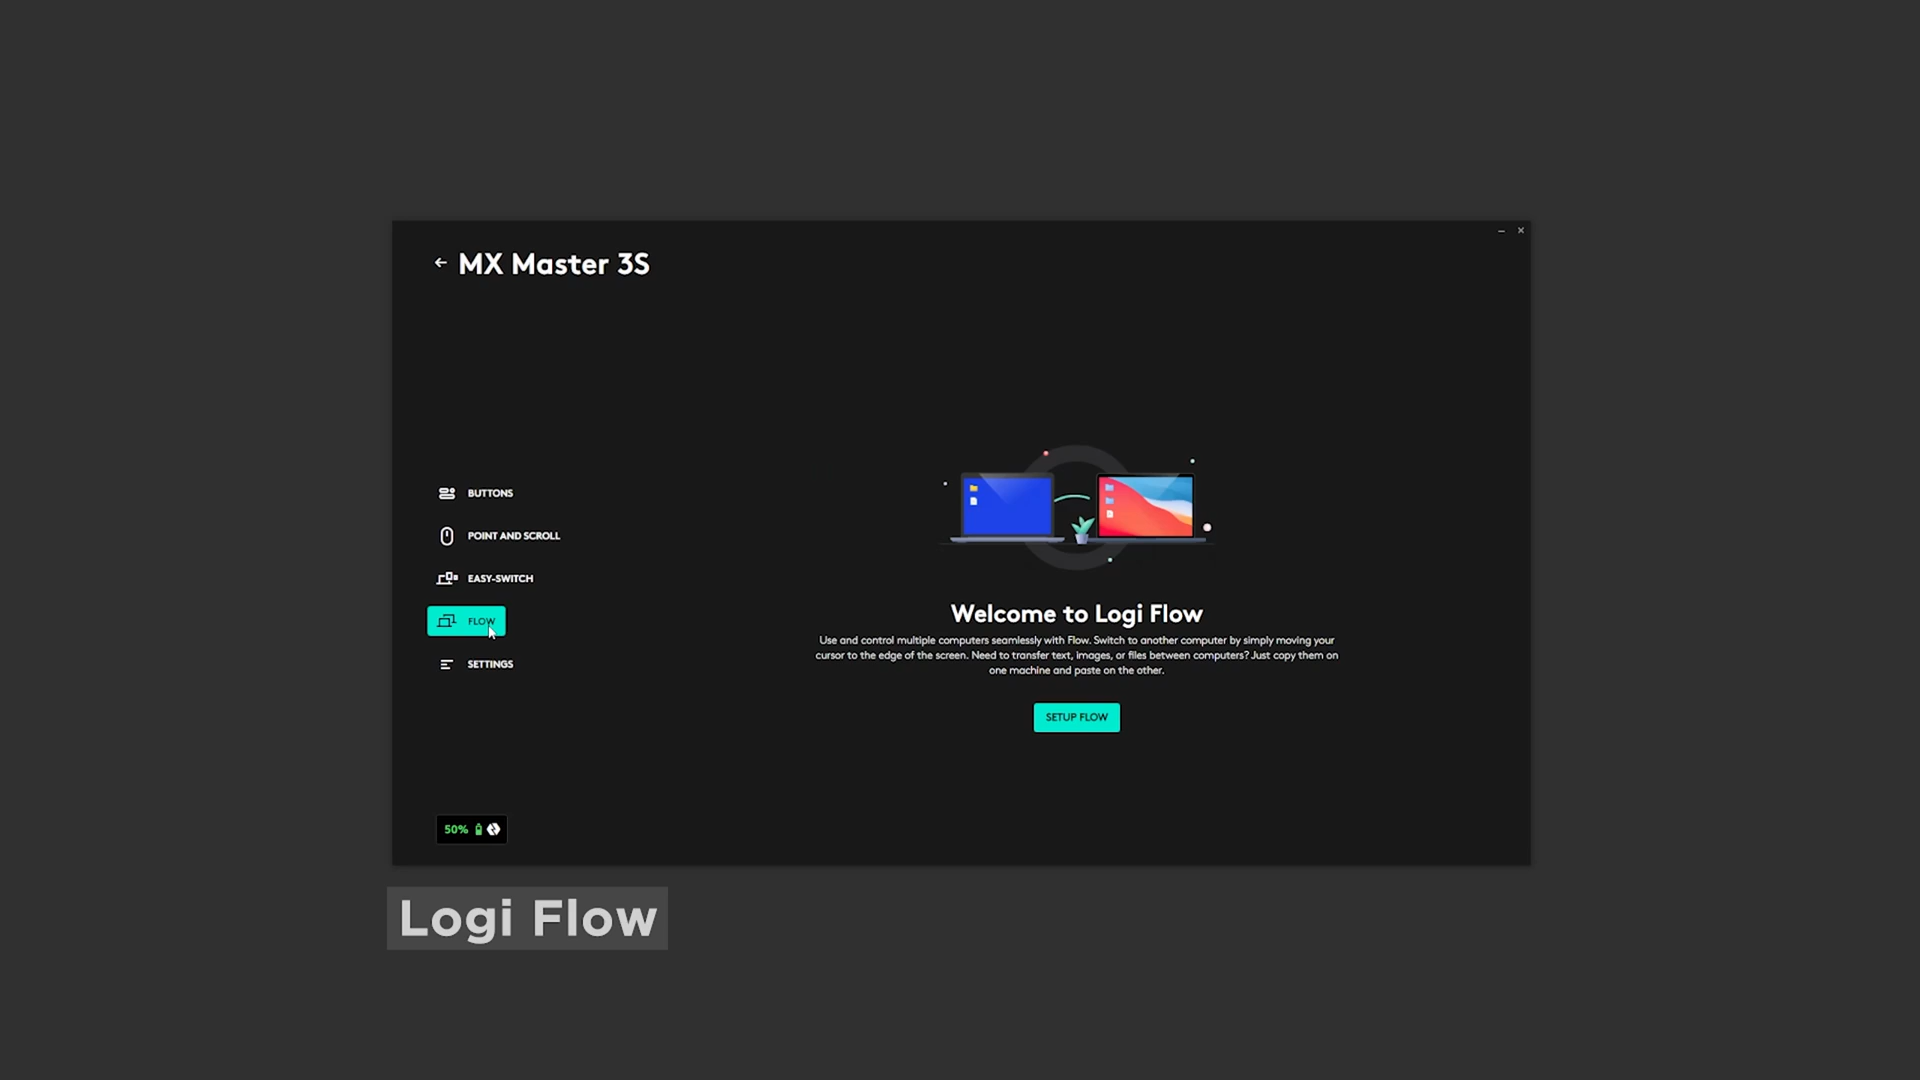 MX Master 3S
BUTTONS
POINT AND SCROLL
EASY-SWITCH
FLOW
SETTINGS
Welcome to Logi Flow
Use and control multiple computers seamlessly with Flow. Switch to another computer by simply moving your
cursor to the edge of the screen. Need to transfer text, images, or files between computers? Just copy them on
one machine and paste on the other.
SETUP FLOW
50%
Logi Flow